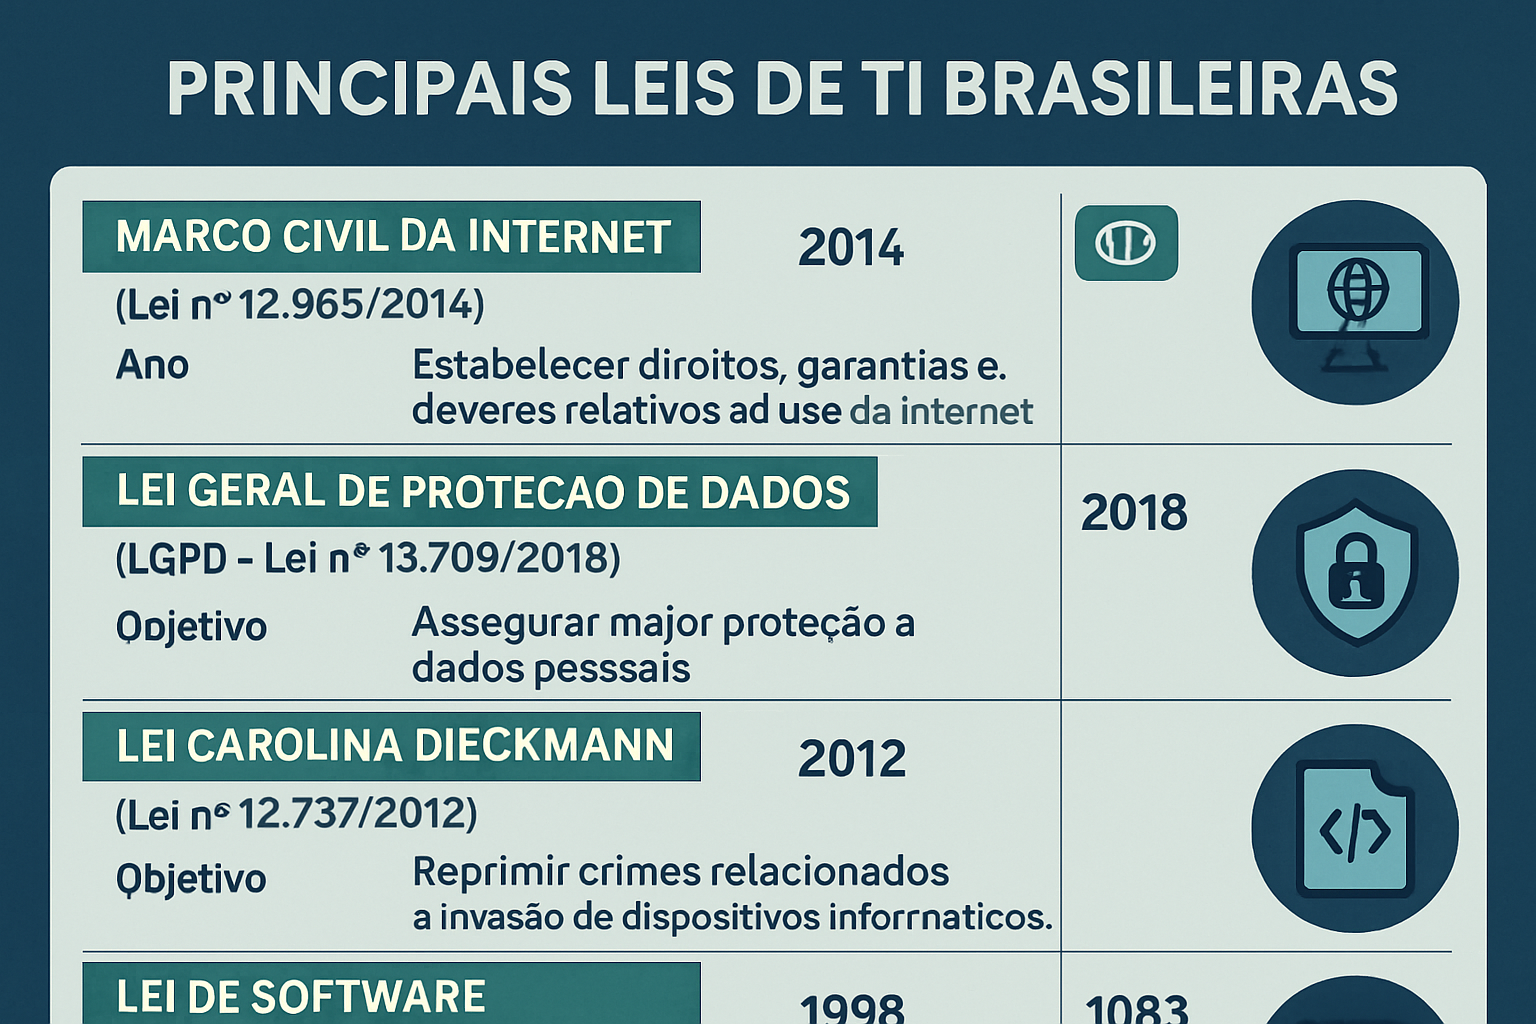 PRINCIPAIS LEIS DE TI BRASILEIRAS
MARCO CIVIL DA INTERNET
2014
(Lei nº 12.965/2014)
Ano
Estabelecer diroitos, garantias e.
deveres relativos ad use da internet
LEI GERAL DE PROTECAO DE DADOS
2018
(LGPD - Lei nº 13.709/2018)
Objetivo
Assegurar major proteção a
dados pesssais
LEI CAROLINA DIECKMANN
2012
(Lei nº 12.737/2012)
Objetivo
Reprimir crimes relacionados
a invasão de dispositivos inforrnaticos.
LEI DE SOFTWARE
1998
1083